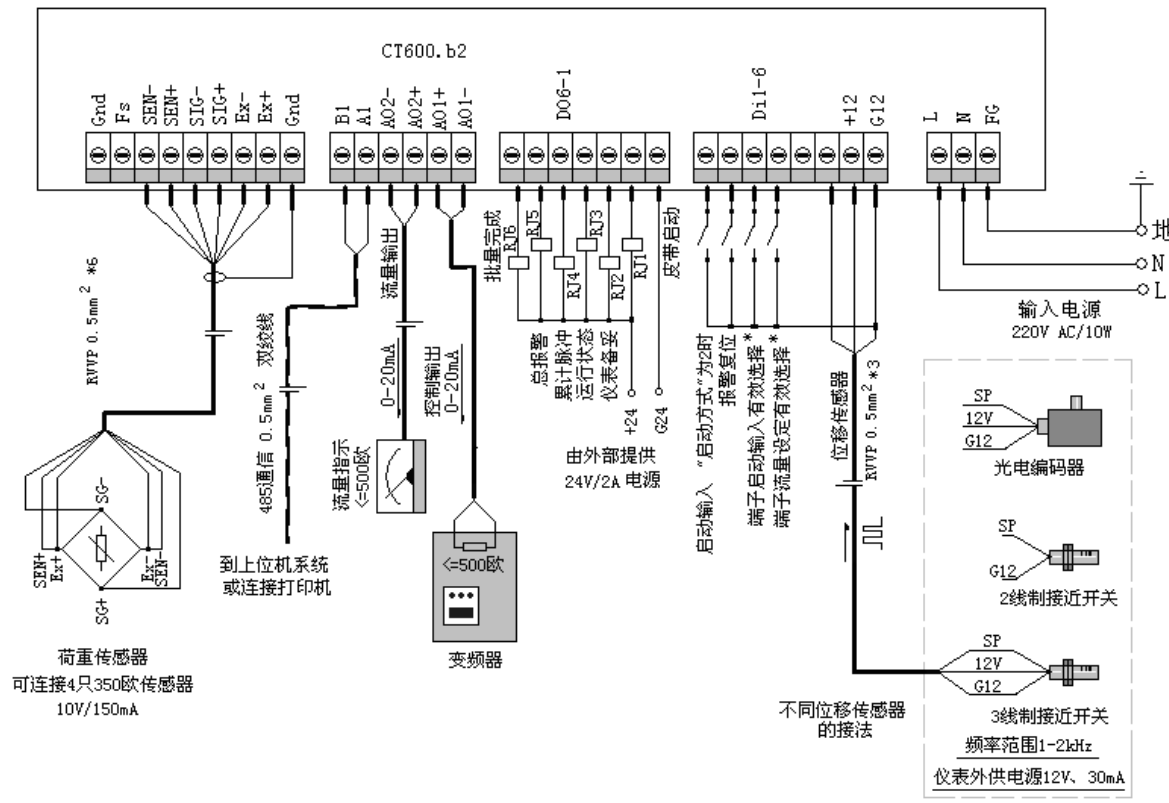 CT600.b2
Gnd
Fs
SEN-
SEN+
SIG-
SIG+
Ex-
Ex+
Gnd
B1
A1
AO2-
AO2+
AO1+
AO1-
DO6-1
Di1-6
+12
G12
L
N
FG
RVVP 0.5mm² *6
485通信 0.5mm² 双绞线
流量输出
0-20mA
控制输出
0-20mA
批量完成
RJ6
RJ5
RJ4
RJ3
RJ2
RJ1
皮带启动
总报警
累计脉冲
运行状态
仪表备妥
+24
G24
由外部提供
24V/2A 电源
启动输入 “启动方式”为2时
报警复位
端子启动输入有效选择*
端子流量设定有效选择*
位移传感器
RVVP 0.5mm² *3
地
N
L
输入电源
220V AC/10W
SP
12V
G12
光电编码器
SP
G12
2线制接近开关
SP
12V
G12
3线制接近开关
频率范围1-2kHz
仪表外供电源12V、30mA
不同位移传感器
的接法
流量指示
<=500欧
<=500欧
变频器
到上位机系统
或连接打印机
SG-
SEN+
Ex+
Ex-
SEN-
SG+
荷重传感器
可连接4只350欧传感器
10V/150mA